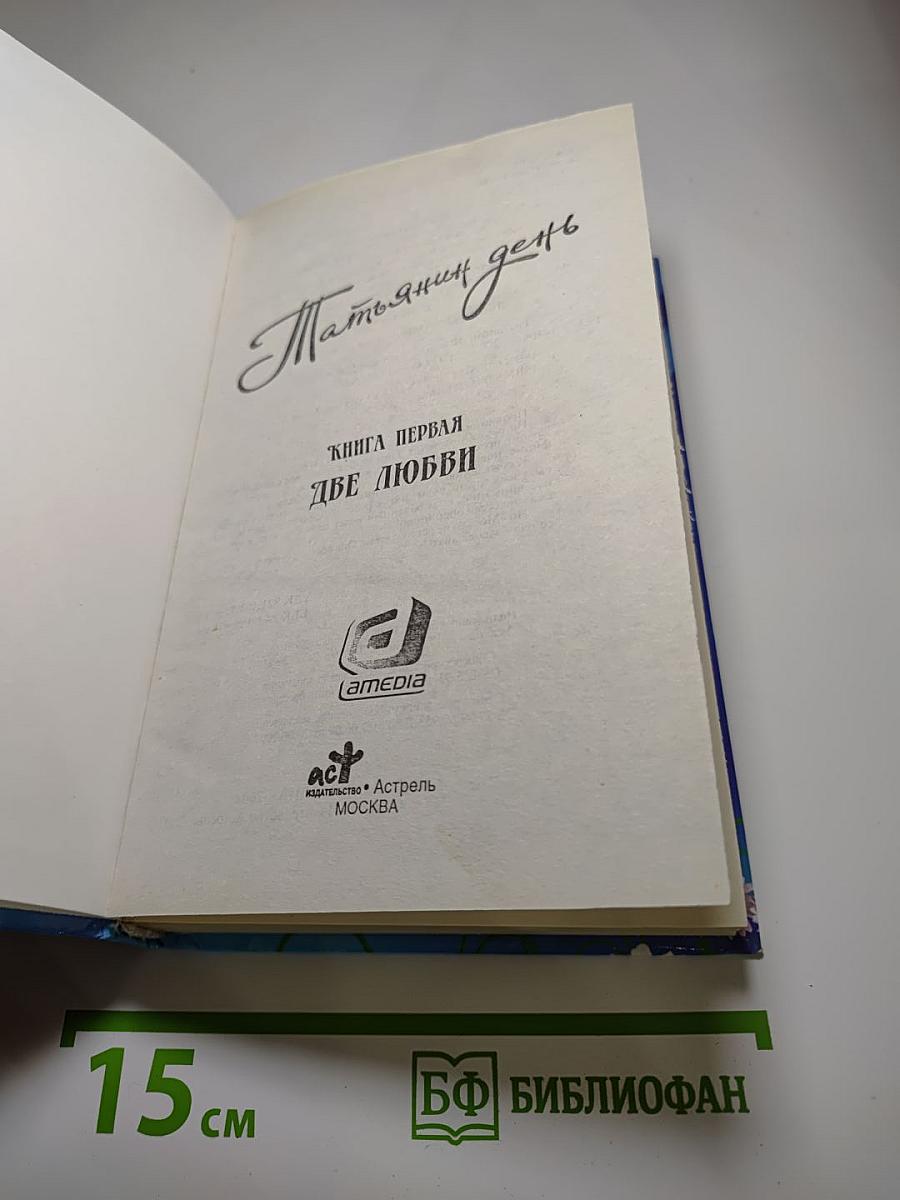 Татьянин день
КНИГА ПЕРВАЯ
ДВЕ ЛЮБВИ
amedia
аст
ИЗДАТЕЛЬСТВО • Астрель
МОСКВА
15 см
БФ БИБЛИОФАН